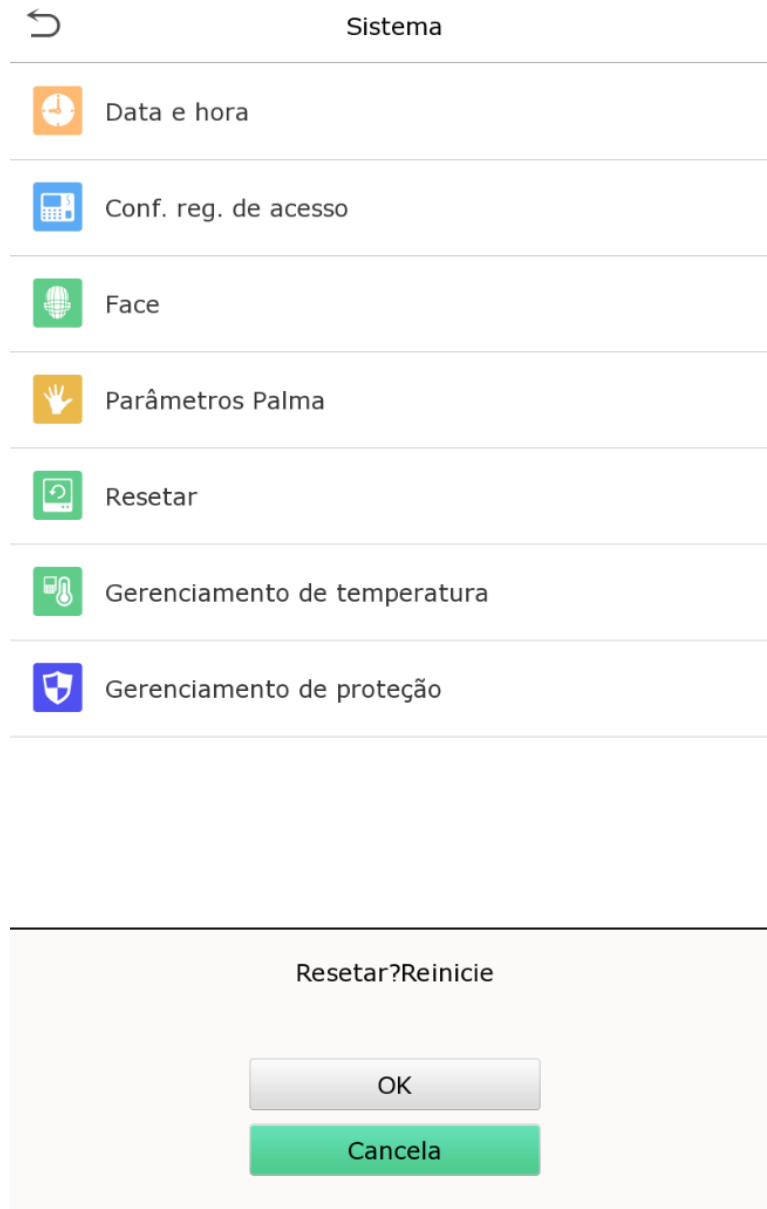 Sistema
Data e hora
Conf. reg. de acesso
Face
Parâmetros Palma
Resetar
Gerenciamento de temperatura
Gerenciamento de proteção
Resetar?Reinicie
OK
Cancela